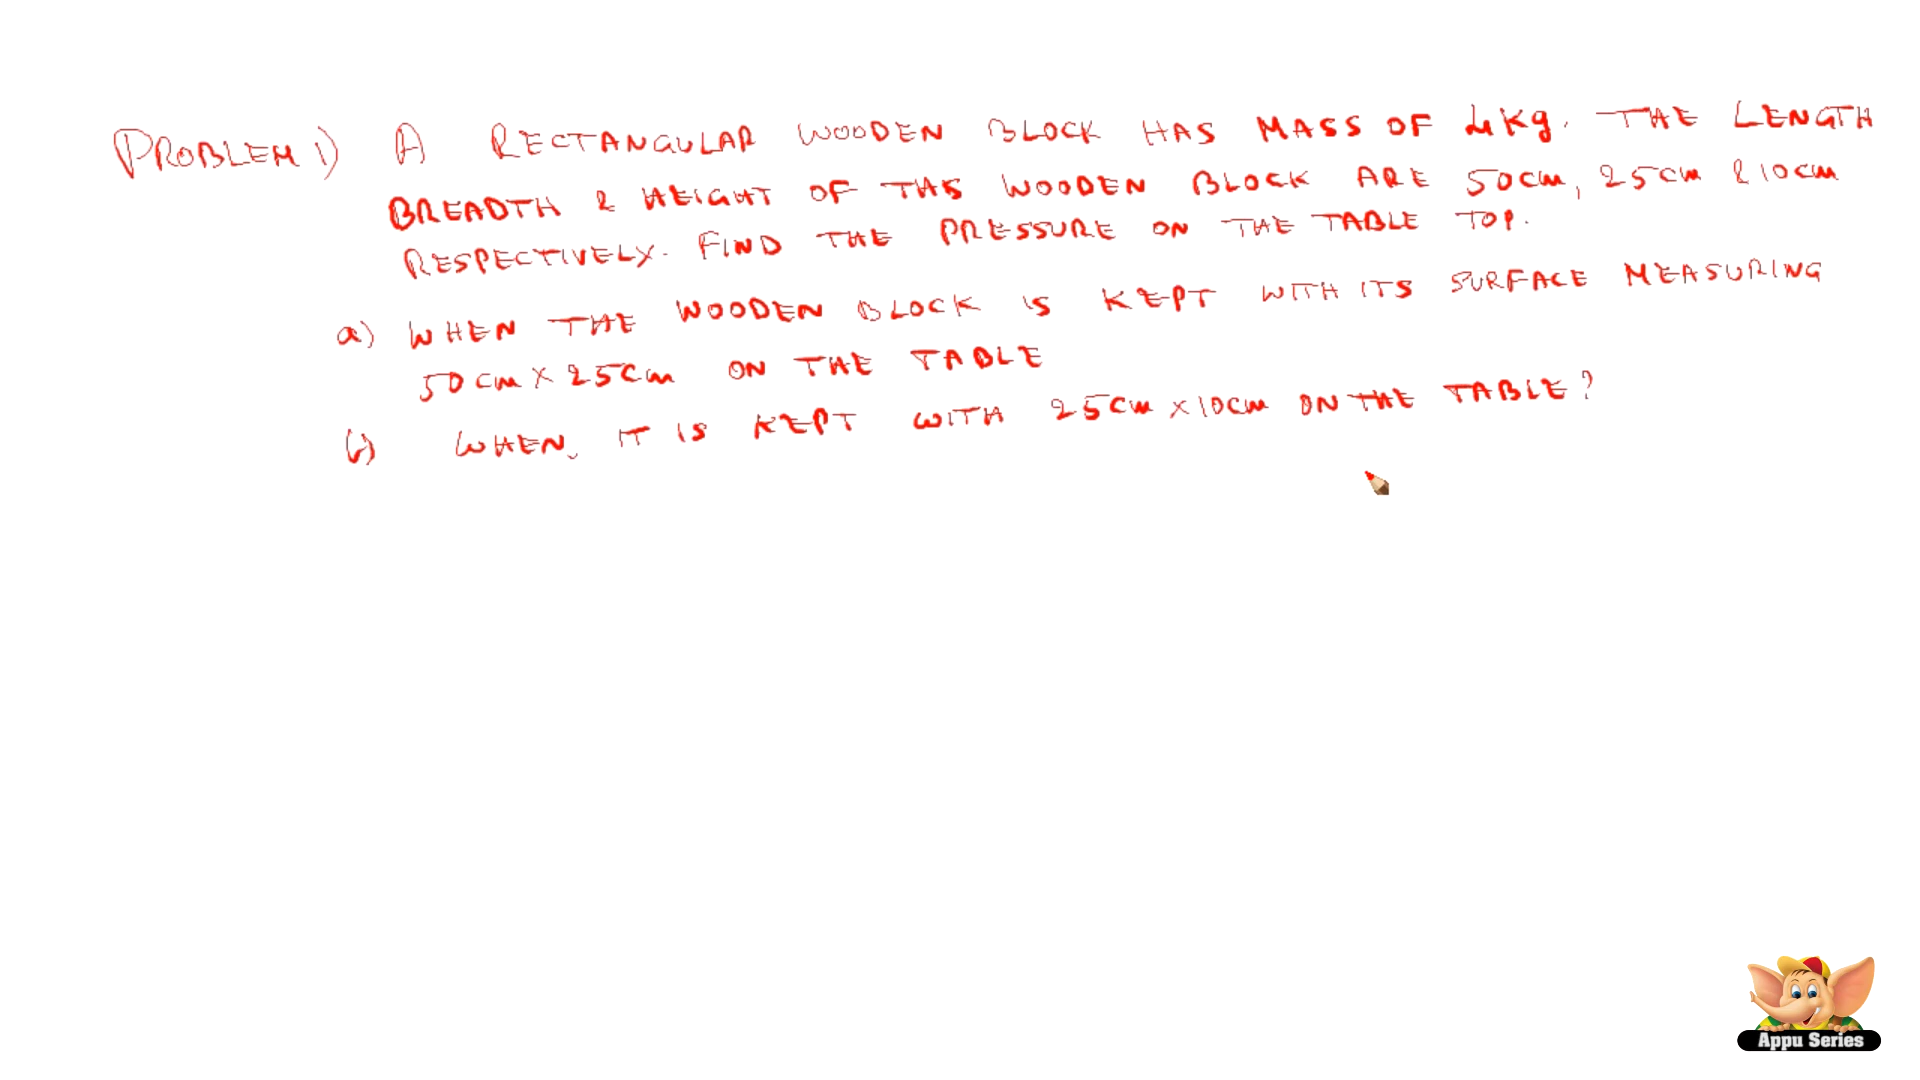 PROBLEM 1) A RECTANGULAR WOODEN BLOCK HAS MASS OF 4Kg. THE LENGTH
BREADTH & HEIGHT OF THE WOODEN BLOCK ARE 50cm, 25cm & 10cm
RESPECTIVELY. FIND THE PRESSURE ON THE TABLE TOP.
a) WHEN THE WOODEN BLOCK IS KEPT WITH ITS SURFACE MEASURING
50cm x 25cm ON THE TABLE
b) WHEN, IT IS KEPT WITH 25cm x 10cm ON THE TABLE?
Appu Series